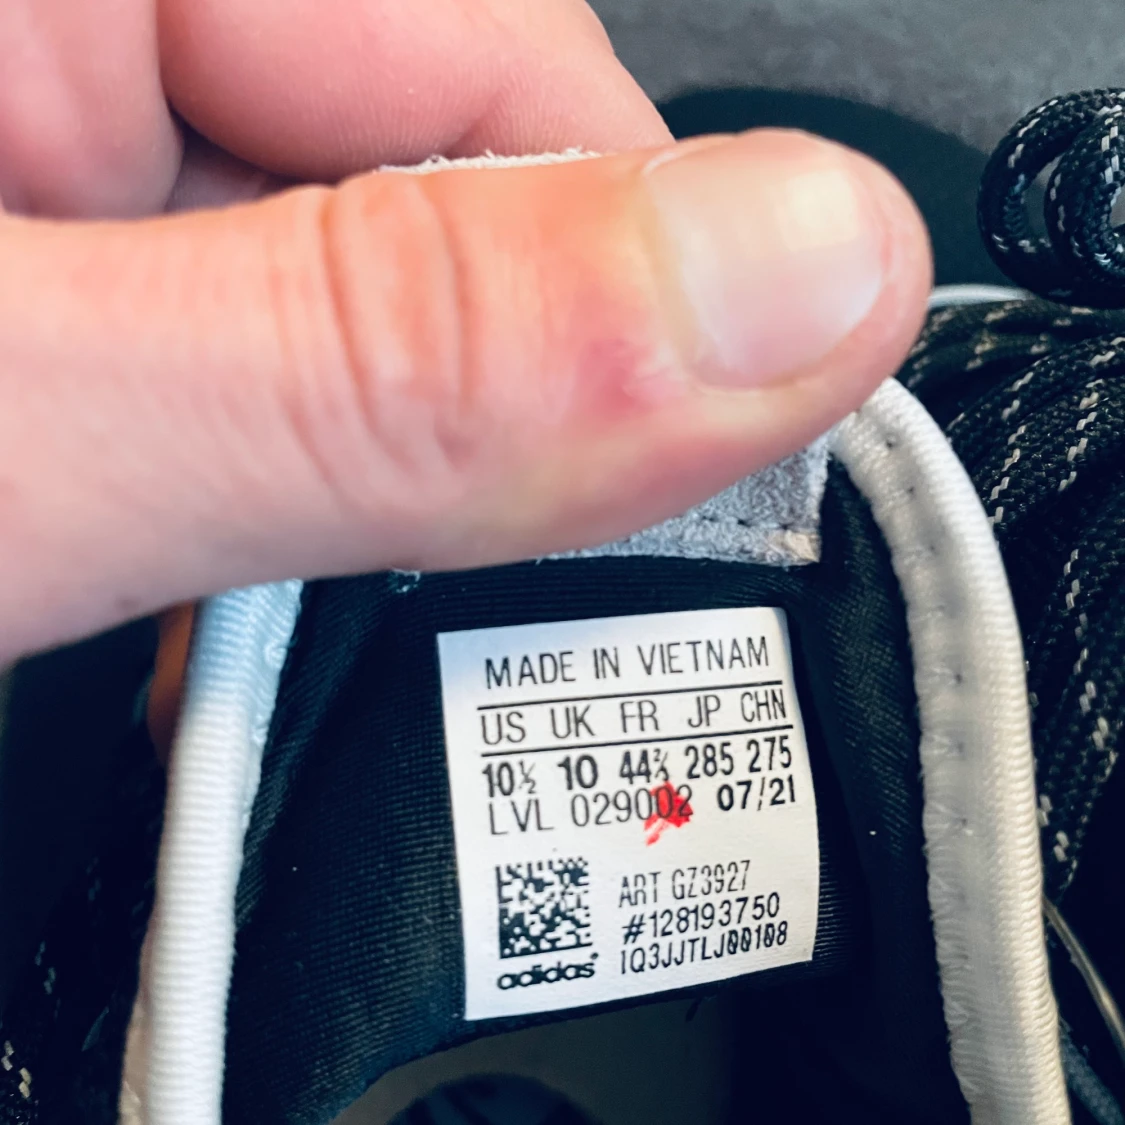 MADE IN VIETNAM
US UK FR JP CHN
10½ 10 44⅔ 285 275
LVL 029002 07/21
ART GZ3927
#128193750
1Q3JJTLJ00108
adidas